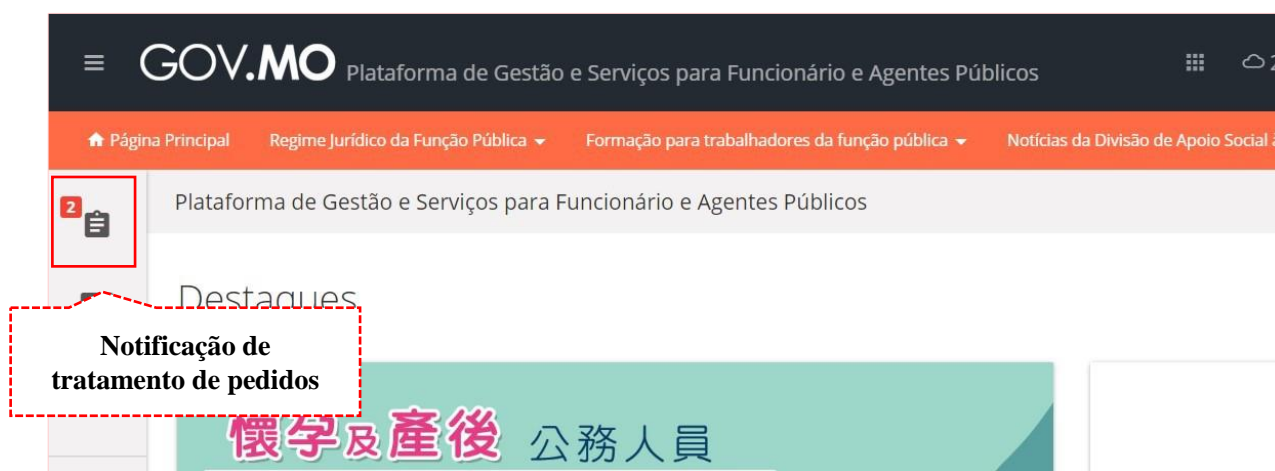 GOV.MO Plataforma de Gestão e Serviços para Funcionário e Agentes Públicos
Página Principal Regime Jurídico da Função Pública Formação para trabalhadores da função pública Notícias da Divisão de Apoio Social
2
Plataforma de Gestão e Serviços para Funcionário e Agentes Públicos
Destaques
Notificação de
tratamento de pedidos
懷孕及產後 公務人員